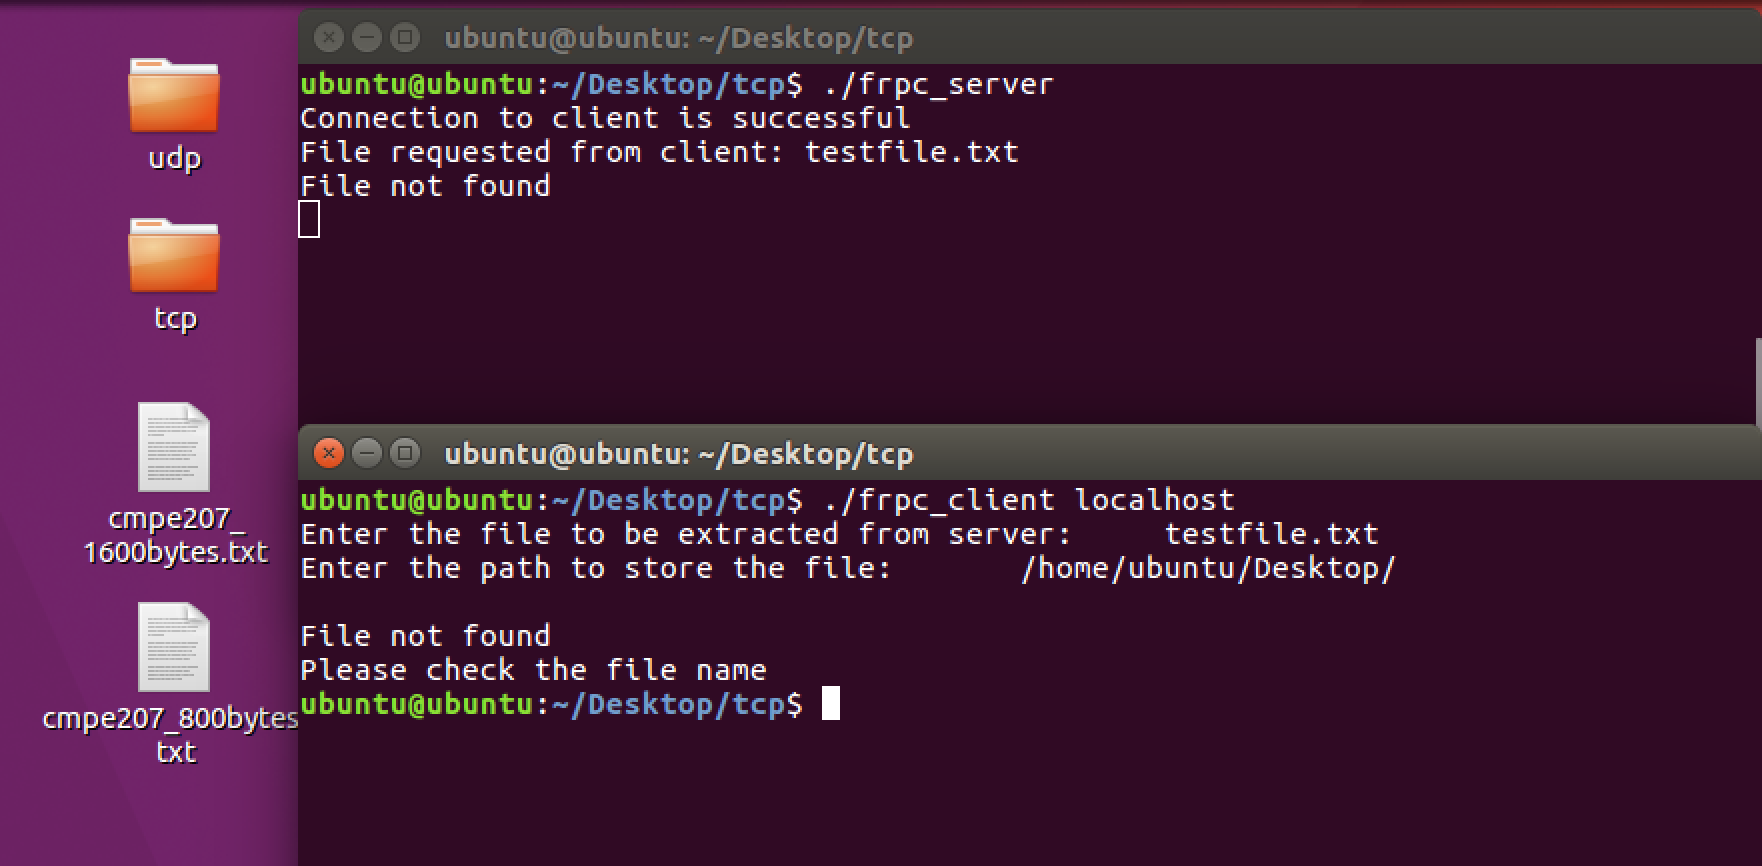 udp
tcp
cmpe207_
1600bytes.txt
cmpe207_800bytes
txt
ubuntu@ubuntu: ~/Desktop/tcp
ubuntu@ubuntu:~/Desktop/tcp$ ./frpc_server
Connection to client is successful
File requested from client: testfile.txt
File not found
ubuntu@ubuntu: ~/Desktop/tcp
ubuntu@ubuntu:~/Desktop/tcp$ ./frpc_client localhost
Enter the file to be extracted from server:     testfile.txt
Enter the path to store the file:       /home/ubuntu/Desktop/
File not found
Please check the file name
ubuntu@ubuntu:~/Desktop/tcp$